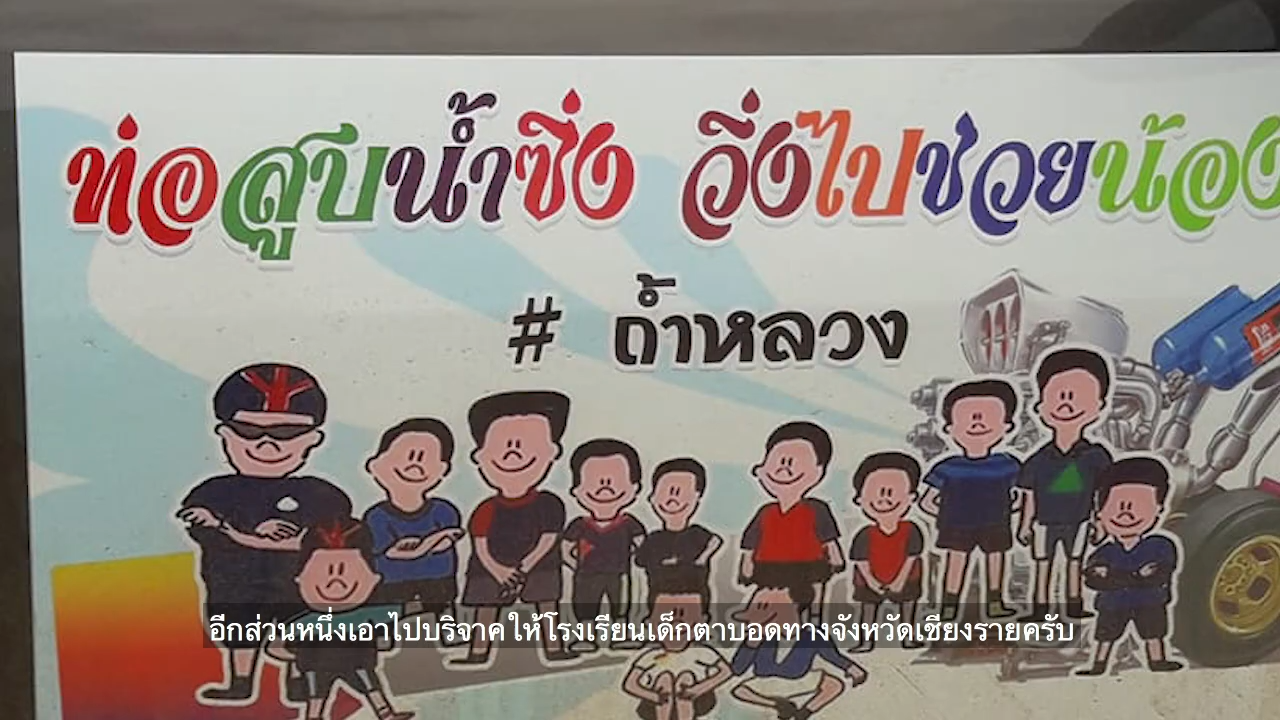 ท่อสูบน้ำซิ่ง วิ่งไปช่วยน้อง
# ถ้ำหลวง
อีกส่วนหนึ่งเอาไปบริจาค ให้โรงเรียนเด็กตาบอดทางจังหวัดเชียงรายครับ